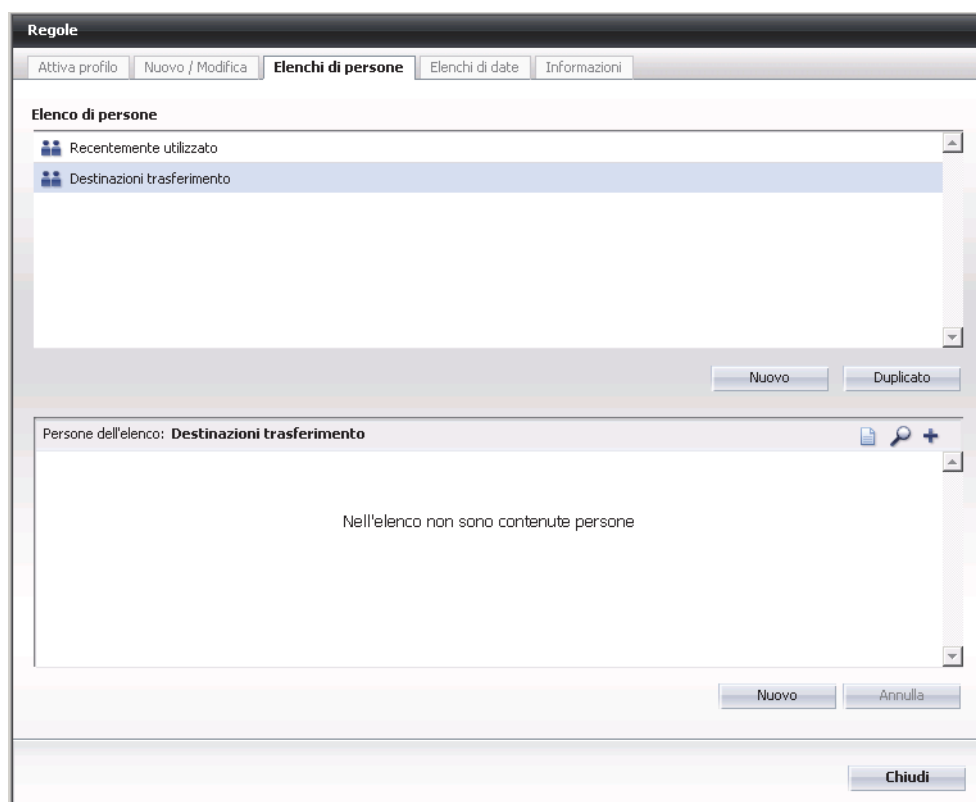 Regole
Attiva profilo Nuovo / Modifica Elenchi di persone Elenchi di date Informazioni
Elenco di persone
Recentemente utilizzato
Destinazioni trasferimento
Nuovo Duplicato
Persone dell'elenco: Destinazioni trasferimento
Nell'elenco non sono contenute persone
Nuovo Annulla
Chiudi